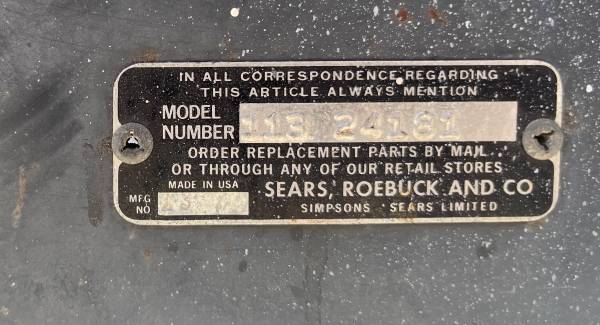 IN ALL CORRESPONDENCE REGARDING
THIS ARTICLE ALWAYS MENTION
MODEL
NUMBER 113 24181
ORDER REPLACEMENT PARTS BY MAIL
OR THROUGH ANY OF OUR RETAIL STORES
MADE IN USA
SEARS, ROEBUCK AND CO
MFG
NO
SIMPSONS SEARS LIMITED